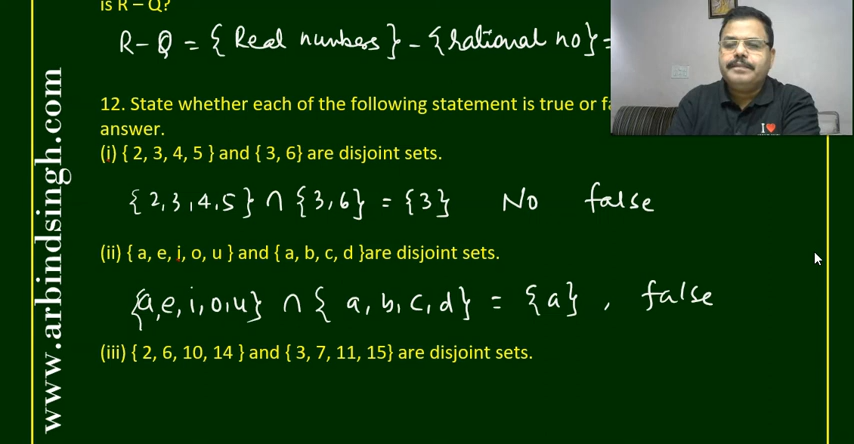 is R – Q?
R – Q = { Real numbers } – { rational no } =
12. State whether each of the following statement is true or fa
answer.
(i) { 2, 3, 4, 5 } and { 3, 6} are disjoint sets.
{ 2, 3, 4, 5 } ∩ { 3, 6 } = { 3 } No false
(ii) { a, e, i, o, u } and { a, b, c, d }are disjoint sets.
{ a, e, i, o, u } ∩ { a, b, c, d } = { a } , false
(iii) { 2, 6, 10, 14 } and { 3, 7, 11, 15} are disjoint sets.
www.arbindsingh.com
I ❤